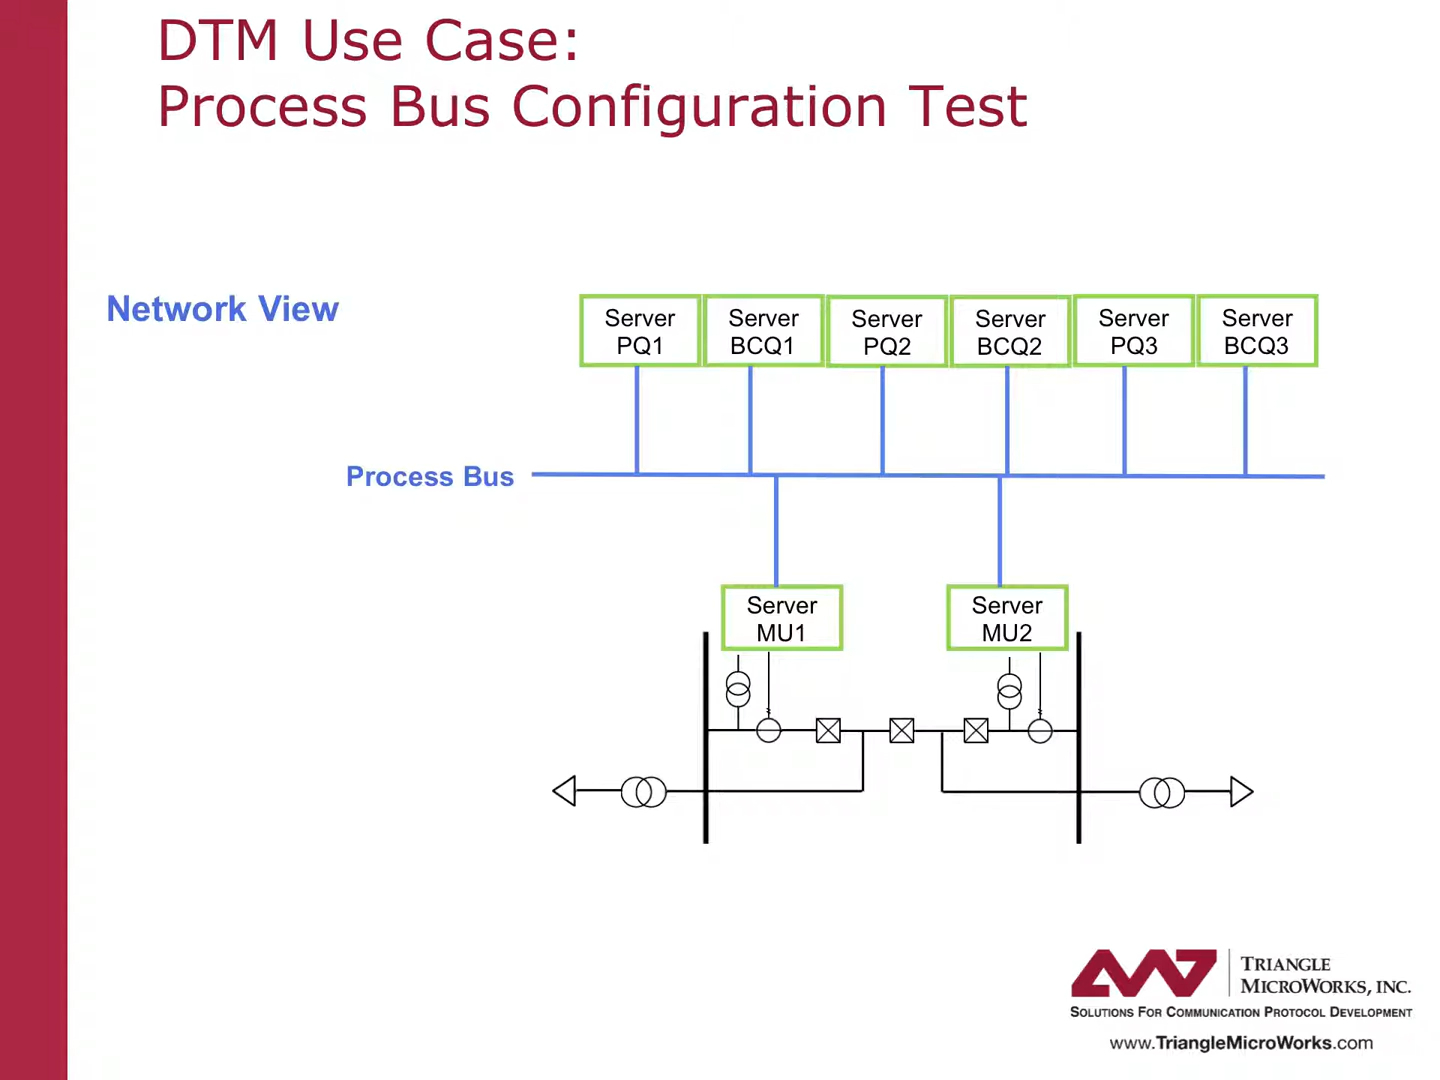 DTM Use Case:
Process Bus Configuration Test
Network View
Server PQ1
Server BCQ1
Server PQ2
Server BCQ2
Server PQ3
Server BCQ3
Process Bus
Server MU1
Server MU2
TRIANGLE
MICROWORKS, INC.
SOLUTIONS FOR COMMUNICATION PROTOCOL DEVELOPMENT
www.TriangleMicroWorks.com